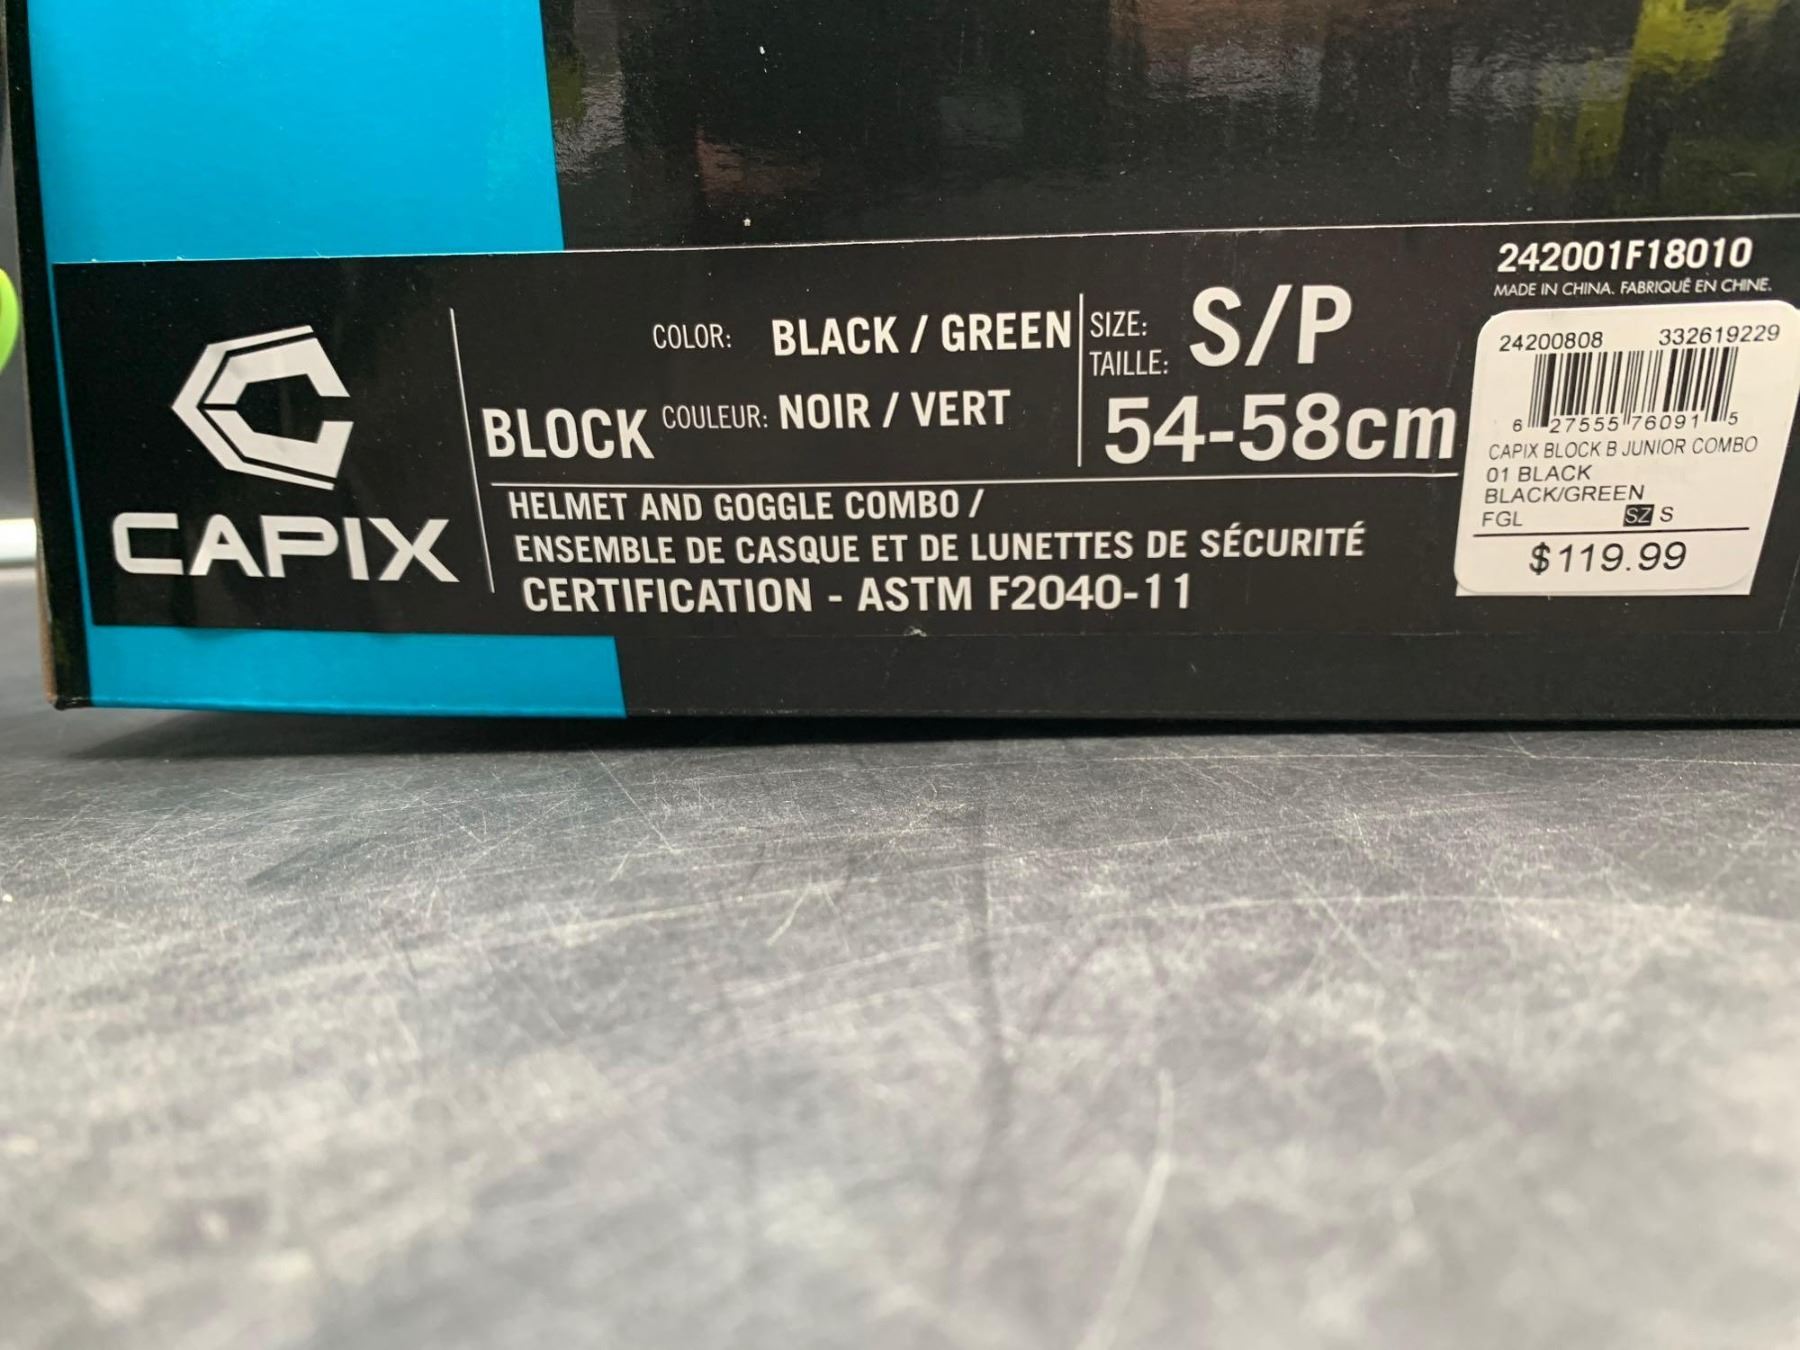 CAPIX
BLOCK
COLOR: BLACK / GREEN
COULEUR: NOIR / VERT
SIZE:
TAILLE:
S/P
54-58cm
HELMET AND GOGGLE COMBO /
ENSEMBLE DE CASQUE ET DE LUNETTES DE SÉCURITÉ
CERTIFICATION - ASTM F2040-11
242001F18010
MADE IN CHINA. FABRIQUÉ EN CHINE.
24200808 332619229
6 27555 76091 5
CAPIX BLOCK B JUNIOR COMBO
01 BLACK
BLACK/GREEN
FGL SZ S
$119.99